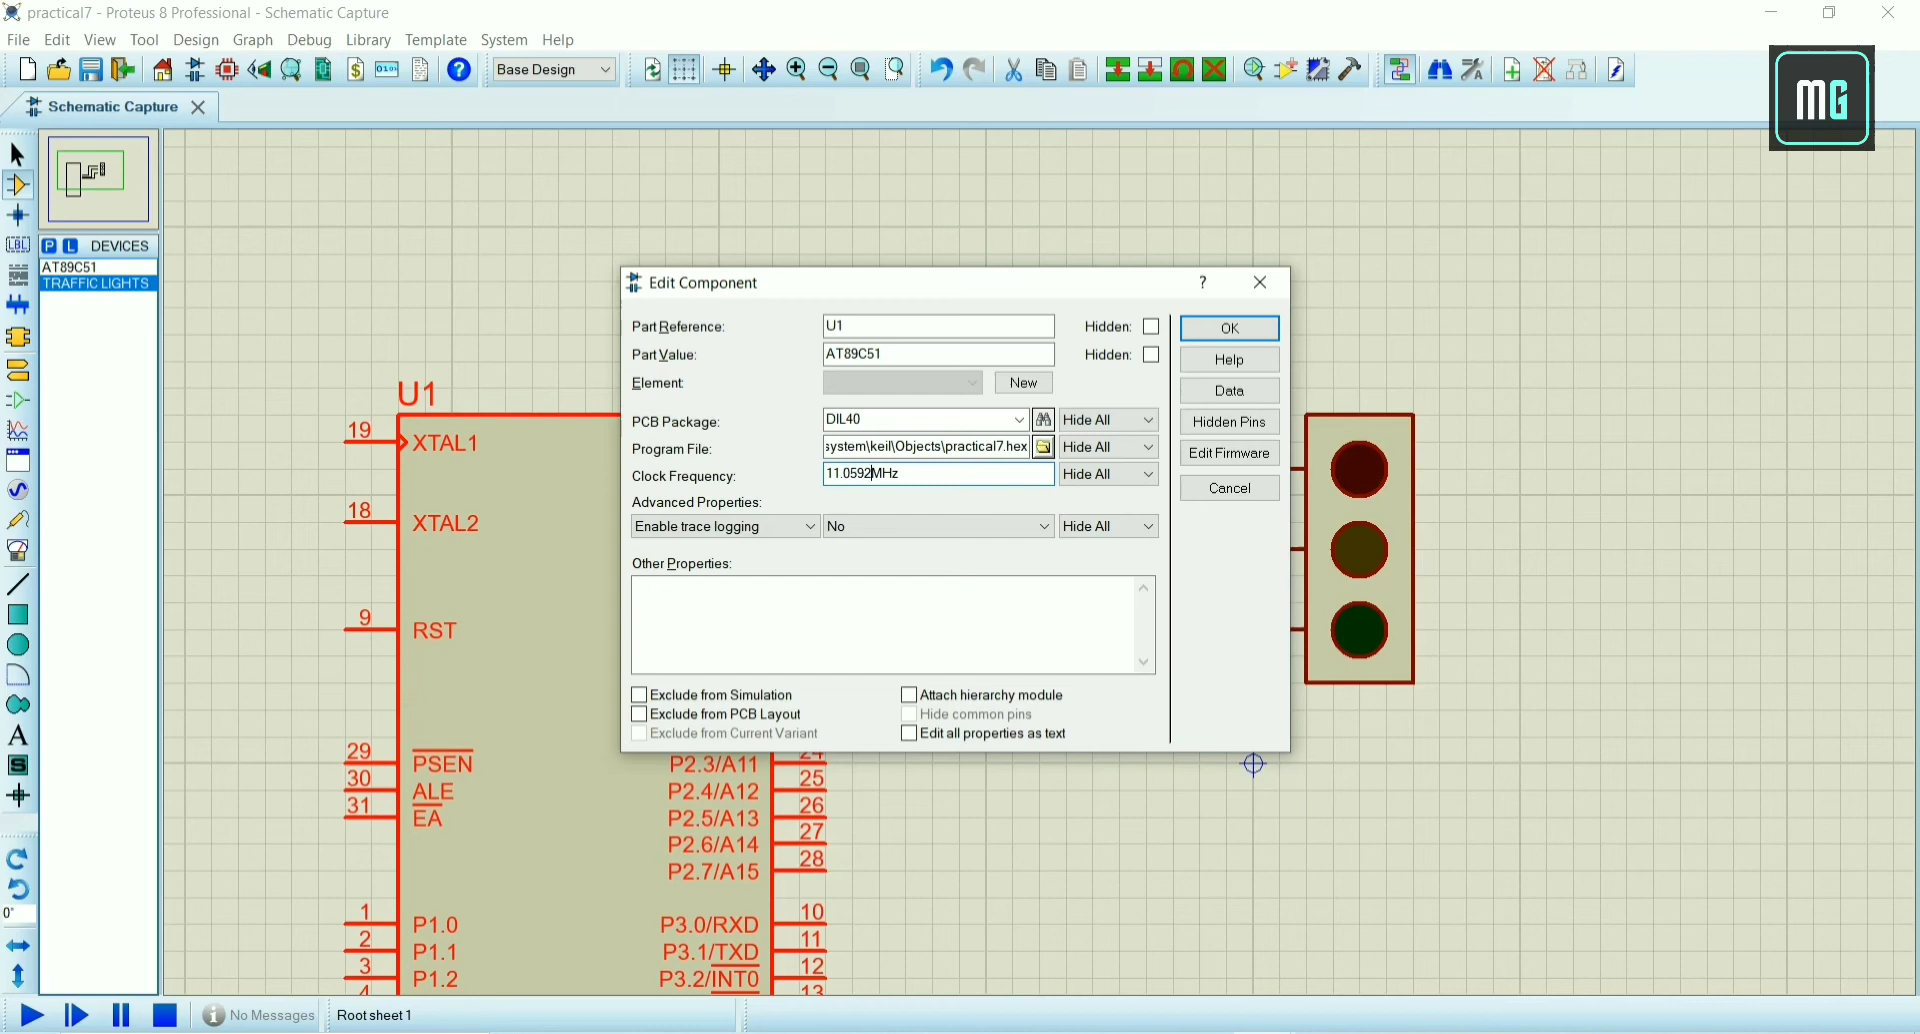 practical7 - Proteus 8 Professional - Schematic Capture
File Edit View Tool Design Graph Debug Library Template System Help
Base Design
MG
Schematic Capture
P L DEVICES
AT89C51
TRAFFIC LIGHTS
LBL
A
S
0°
Edit Component
?
Part Reference: U1 Hidden:
Part Value: AT89C51 Hidden:
Element: New
PCB Package: DIL40 Hide All
Program File: system\keil\Objects\practical7.hex Hide All
Clock Frequency: 11.0592MHz Hide All
Advanced Properties:
Enable trace logging No Hide All
Other Properties:
Exclude from Simulation Attach hierarchy module
Exclude from PCB Layout Hide common pins
Exclude from Current Variant Edit all properties as text
OK
Help
Data
Hidden Pins
Edit Firmware
Cancel
U1
19 XTAL1
18 XTAL2
9 RST
29 PSEN P2.3/A11 24
30 ALE P2.4/A12 25
31 EA P2.5/A13 26
P2.6/A14 27
P2.7/A15 28
1 P1.0 P3.0/RXD 10
2 P1.1 P3.1/TXD 11
3 P1.2 P3.2/INT0 12
4 13
No Messages Root sheet 1